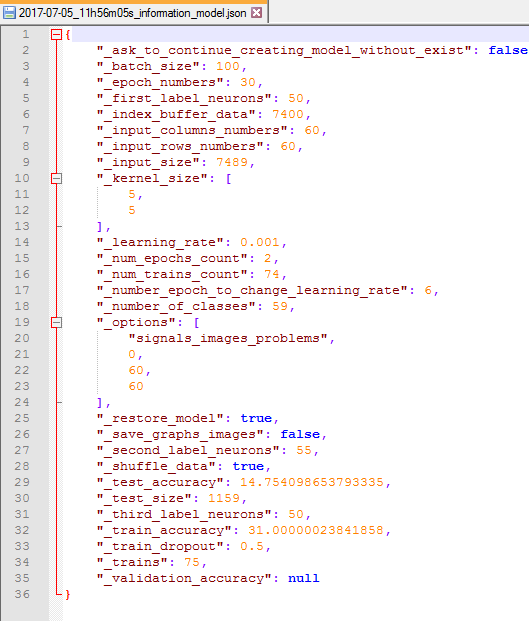 2017-07-05_11h56m05s_information_model.json
1 {
2 "_ask_to_continue_creating_model_without_exist": false
3 "_batch_size": 100,
4 "_epoch_numbers": 30,
5 "_first_label_neurons": 50,
6 "_index_buffer_data": 7400,
7 "_input_columns_numbers": 60,
8 "_input_rows_numbers": 60,
9 "_input_size": 7489,
10 "_kernel_size": [
11 5,
12 5
13 ],
14 "_learning_rate": 0.001,
15 "_num_epochs_count": 2,
16 "_num_trains_count": 74,
17 "_number_epoch_to_change_learning_rate": 6,
18 "_number_of_classes": 59,
19 "_options": [
20 "signals_images_problems",
21 0,
22 60,
23 60
24 ],
25 "_restore_model": true,
26 "_save_graphs_images": false,
27 "_second_label_neurons": 55,
28 "_shuffle_data": true,
29 "_test_accuracy": 14.754098653793335,
30 "_test_size": 1159,
31 "_third_label_neurons": 50,
32 "_train_accuracy": 31.00000023841858,
33 "_train_dropout": 0.5,
34 "_trains": 75,
35 "_validation_accuracy": null
36 }